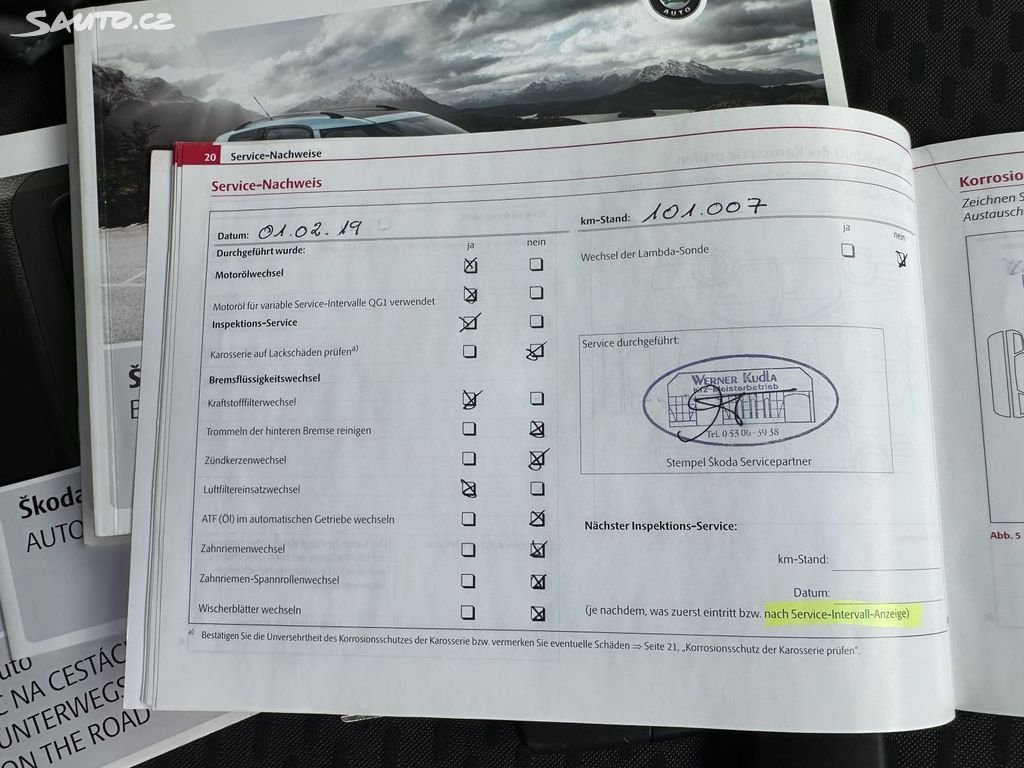 SAUTO.CZ
AUTO
20 Service-Nachweise
Service-Nachweis
Datum: 01.02.19
km-Stand: 101.007
Durchgeführt wurde: ja nein
ja nein
Motorölwechsel
Wechsel der Lambda-Sonde
Motoröl für variable Service-Intervalle QG1 verwendet
Inspektions-Service
Karosserie auf Lackschäden prüfen a)
Bremsflüssigkeitswechsel
Kraftstofffilterwechsel
Trommeln der hinteren Bremse reinigen
Zündkerzenwechsel
Luftfiltereinsatzwechsel
ATF (Öl) im automatischen Getriebe wechseln
Zahnriemenwechsel
Zahnriemen-Spannrollenwechsel
Wischerblätter wechseln
Service durchgeführt:
WERNER KUDLA
Kfz-Meisterbetrieb
Tel. 0 53 06 - 39 38
Stempel Škoda Servicepartner
Nächster Inspektions-Service:
km-Stand:
Datum:
(je nachdem, was zuerst eintritt bzw. nach Service-Intervall-Anzeige)
a) Bestätigen Sie die Unversehrtheit des Korrosionsschutzes der Karosserie bzw. vermerken Sie eventuelle Schäden ⇒ Seite 21, „Korrosionsschutz der Karosserie prüfen".
Korrosio
Zeichnen S
Austausch
Abb. 5
Škoda
AUTO
uto
C NA CESTÁC
UNTERWEGS
ON THE ROAD